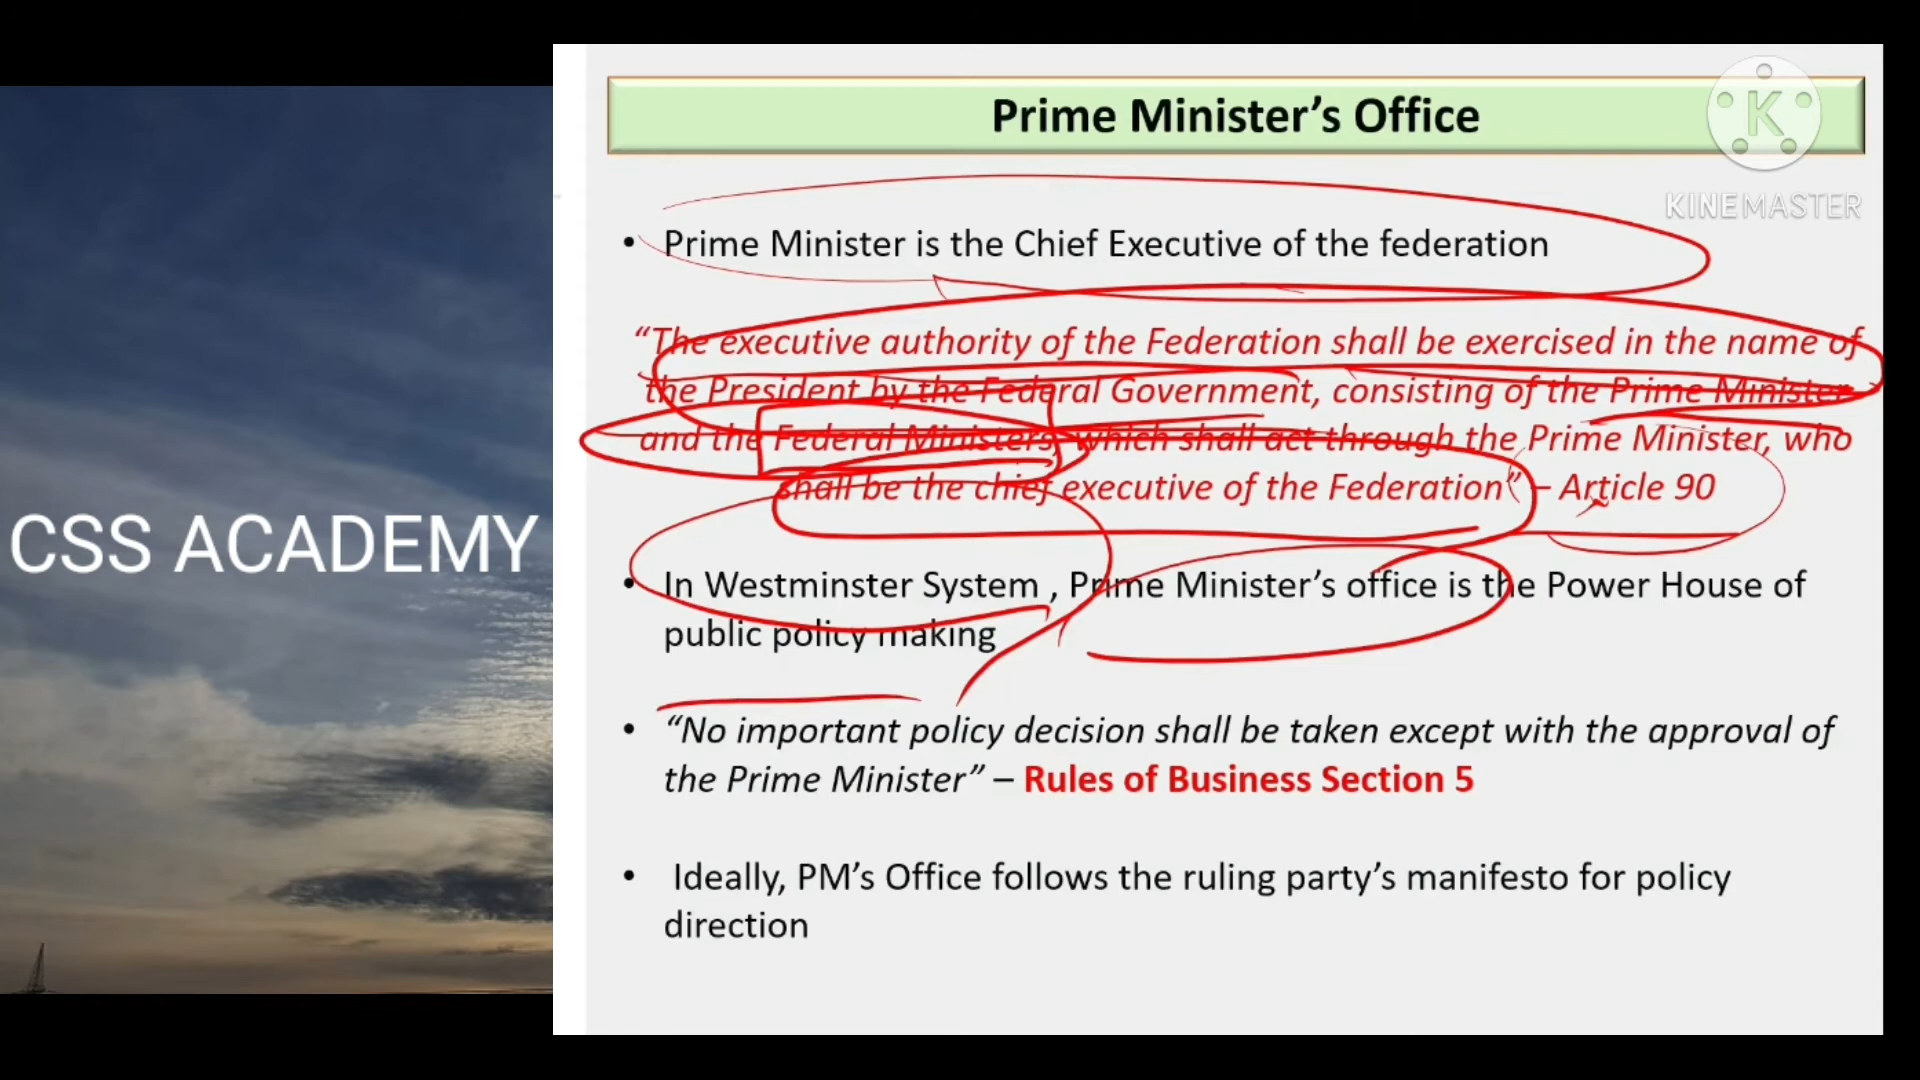 Prime Minister’s Office
K
KINEMASTER
• Prime Minister is the Chief Executive of the federation
“The executive authority of the Federation shall be exercised in the name of
the President by the Federal Government, consisting of the Prime Minister
and the Federal Ministers, which shall act through the Prime Minister, who
shall be the chief executive of the Federation” – Article 90
• In Westminster System , Prime Minister’s office is the Power House of
public policy making
• “No important policy decision shall be taken except with the approval of
the Prime Minister” – Rules of Business Section 5
• Ideally, PM’s Office follows the ruling party’s manifesto for policy
direction
CSS ACADEMY